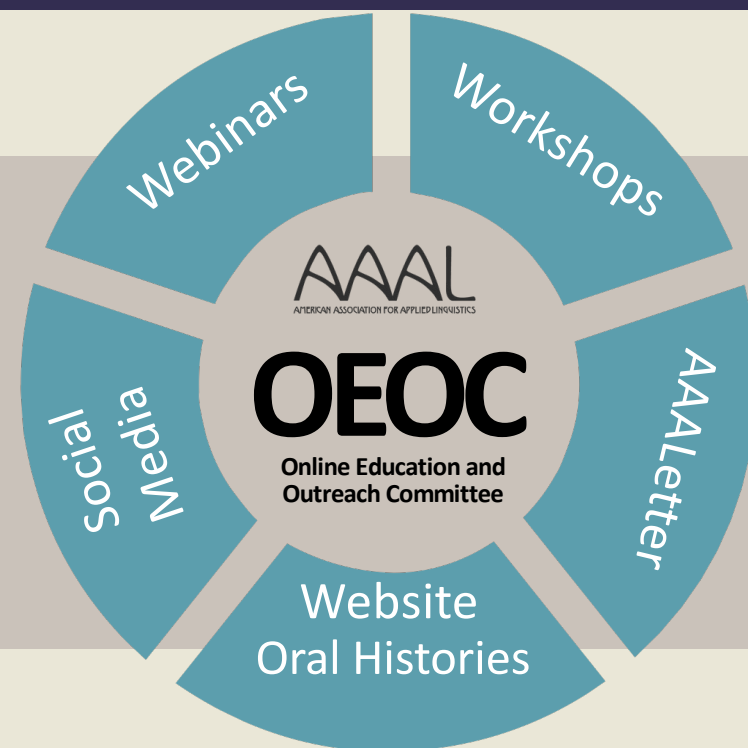 Webinars
Workshops
AAAL
AMERICAN ASSOCIATION FOR APPLIED LINGUISTICS
OEOC
Online Education and
Outreach Committee
Social
Media
AAALetter
Website
Oral Histories